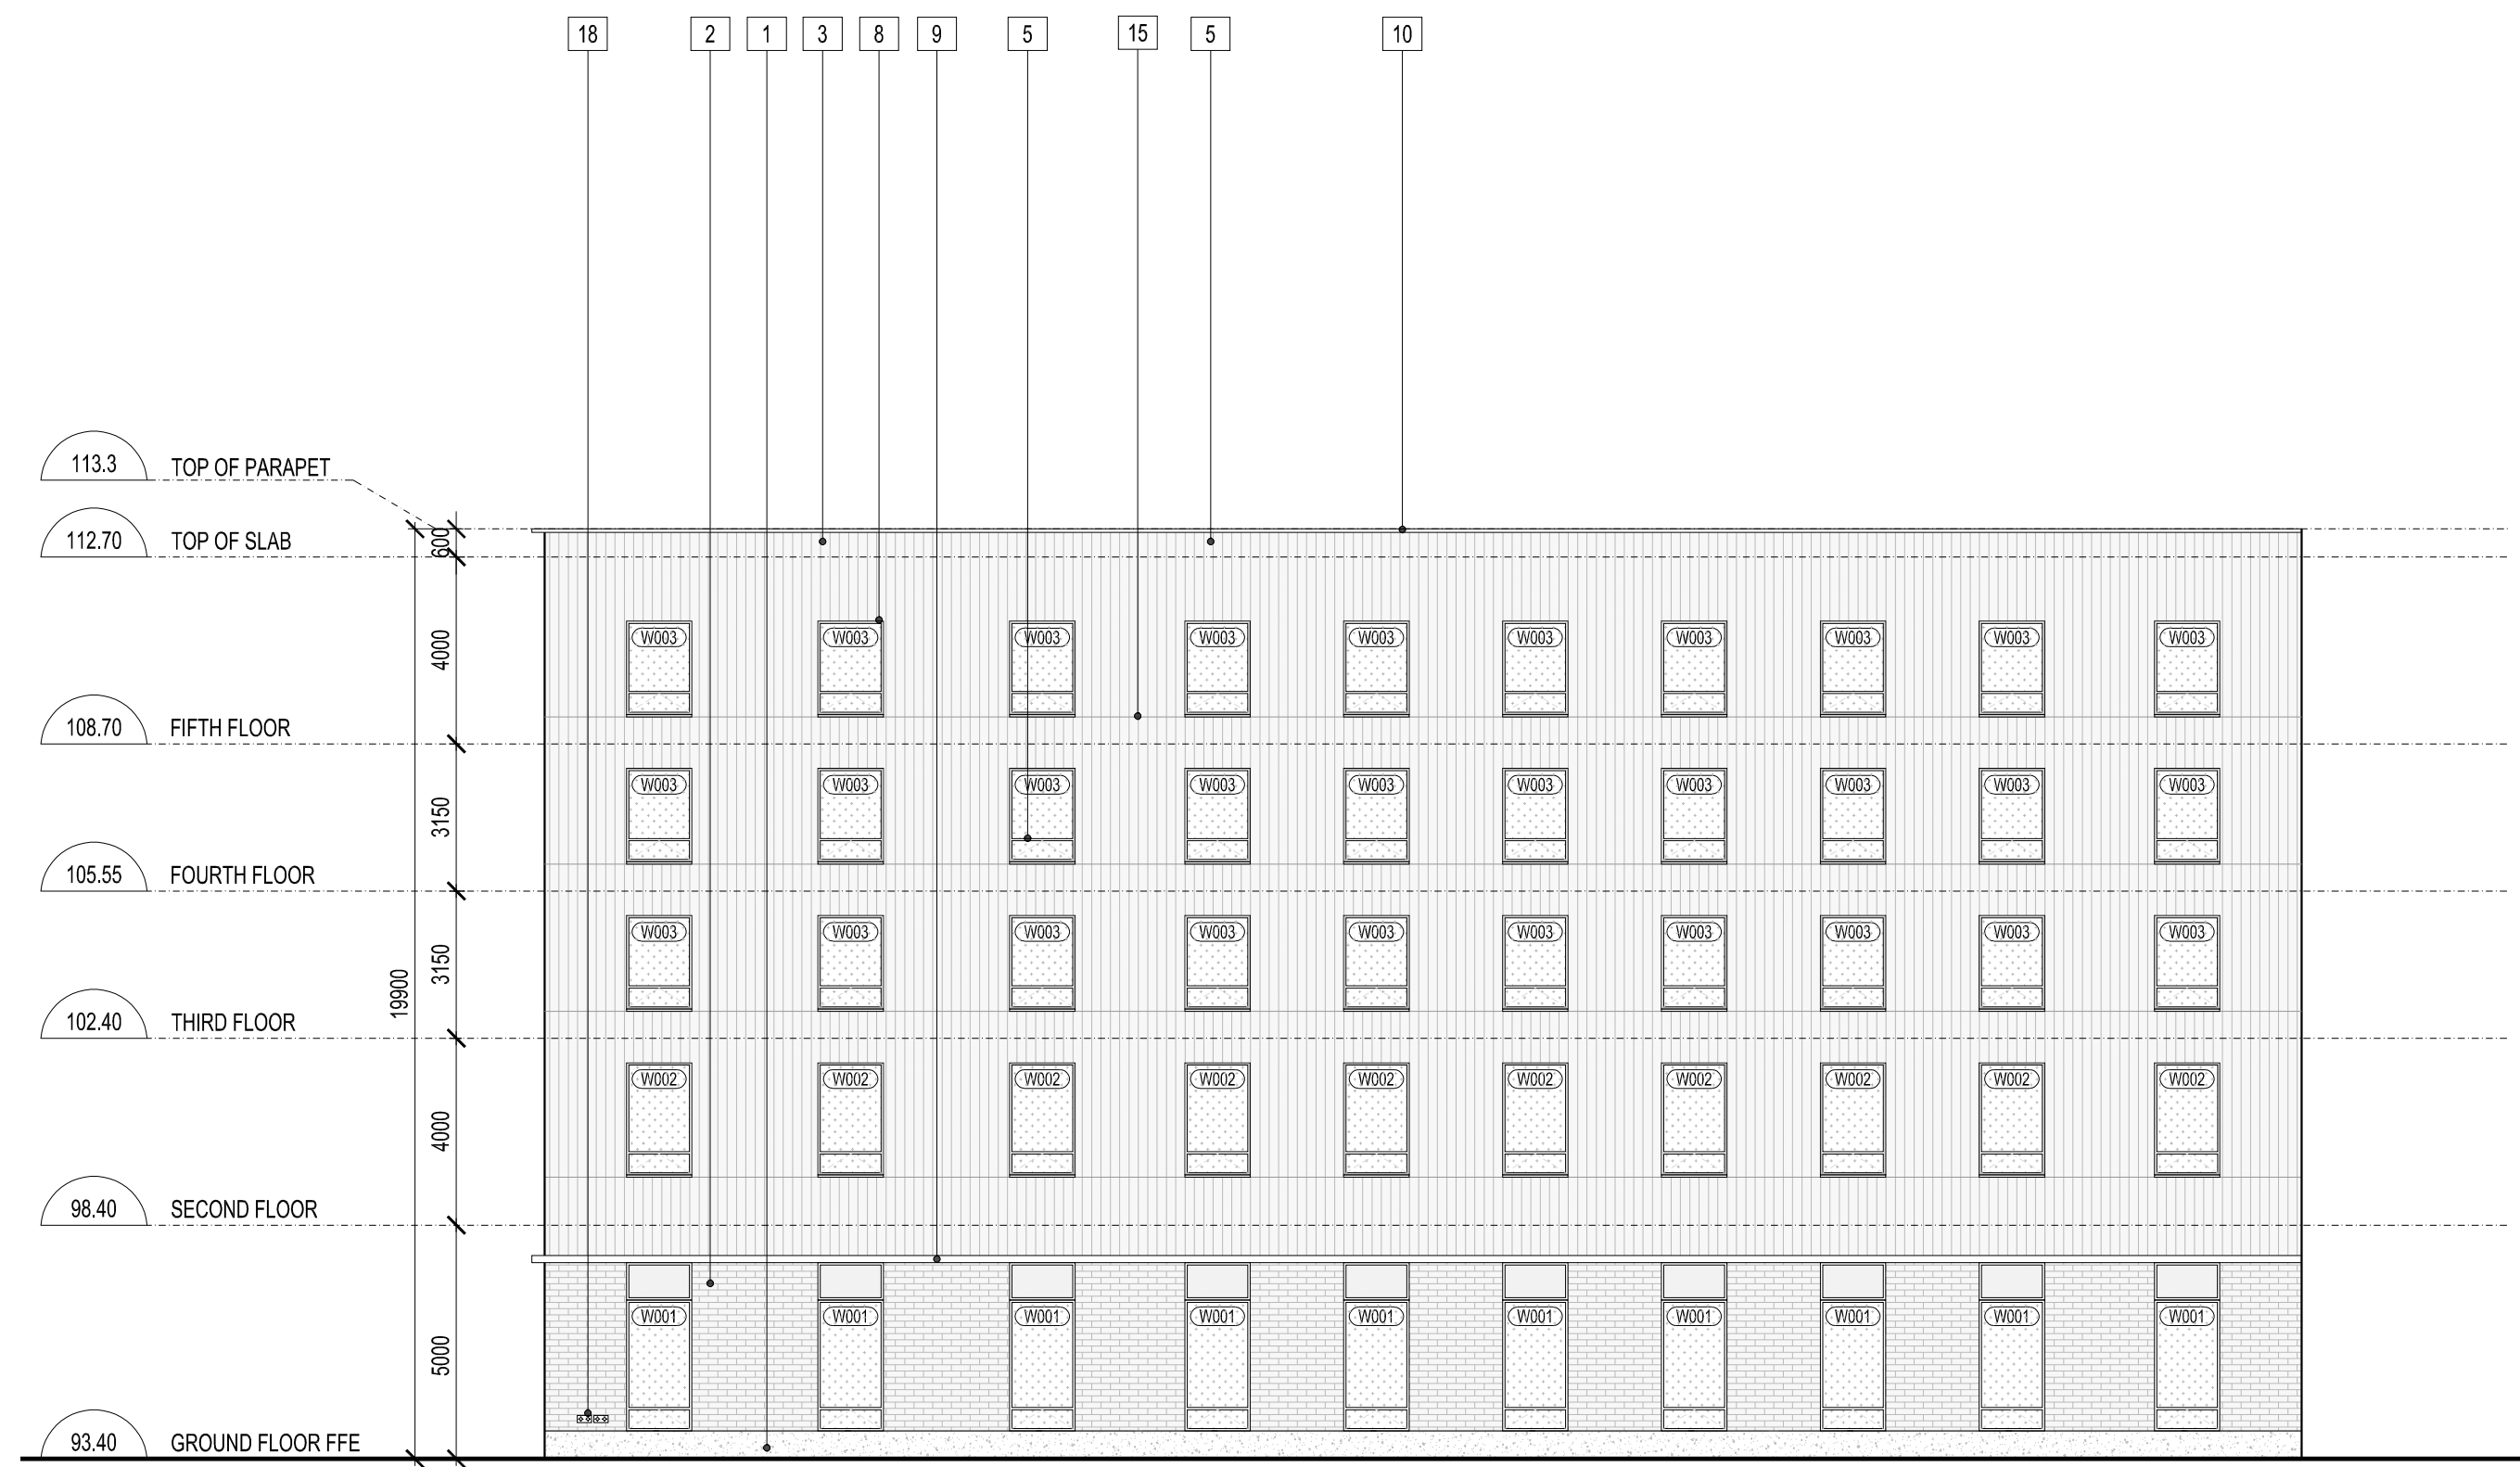 18 2 1 3 8 9 5 15 5 10
113.3 TOP OF PARAPET
112.70 TOP OF SLAB
600
W003 W003 W003 W003 W003 W003 W003 W003 W003 W003
4000
108.70 FIFTH FLOOR
W003 W003 W003 W003 W003 W003 W003 W003 W003 W003
3150
105.55 FOURTH FLOOR
W003 W003 W003 W003 W003 W003 W003 W003 W003 W003
3150
19900
102.40 THIRD FLOOR
W002 W002 W002 W002 W002 W002 W002 W002 W002 W002
4000
98.40 SECOND FLOOR
W001 W001 W001 W001 W001 W001 W001 W001 W001 W001
5000
93.40 GROUND FLOOR FFE